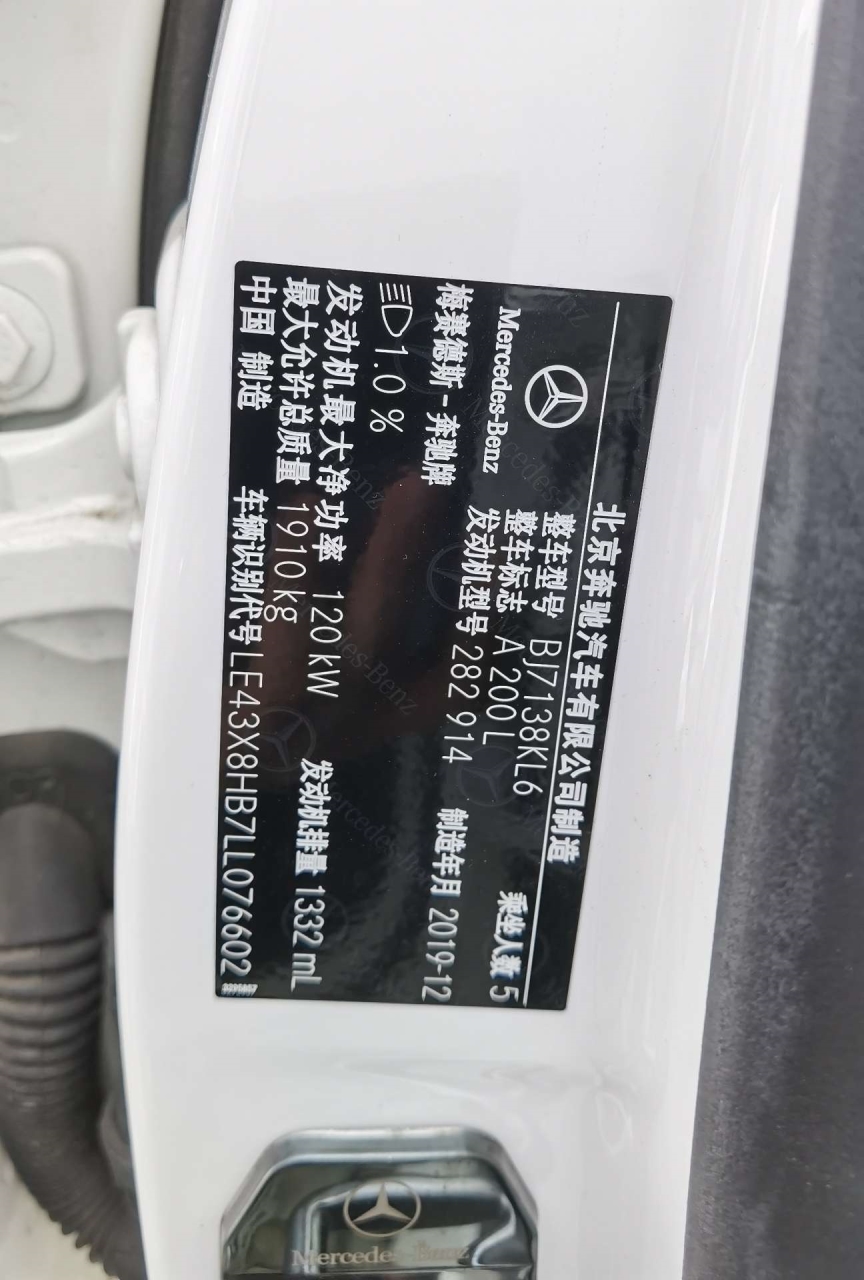 北京奔驰汽车有限公司制造
Mercedes-Benz
整车型号 BJ7138KL6
整车标志 A 200 L 乘坐人数 5
发动机型号 282 914
梅赛德斯-奔驰牌 制造年月 2019-12
1.0 %
发动机最大净功率 120 kW 发动机排量 1332 mL
最大允许总质量 1910 kg
中国 制造 车辆识别代号 LE43X8HB7LL076602
Mercedes-Benz